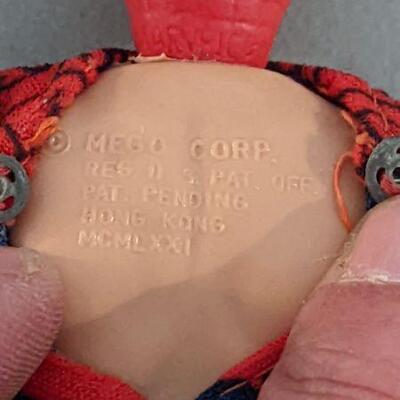 © MEGO CORP.
REG U. S. PAT. OFF.
PAT. PENDING
HONG KONG
MCMLXXI